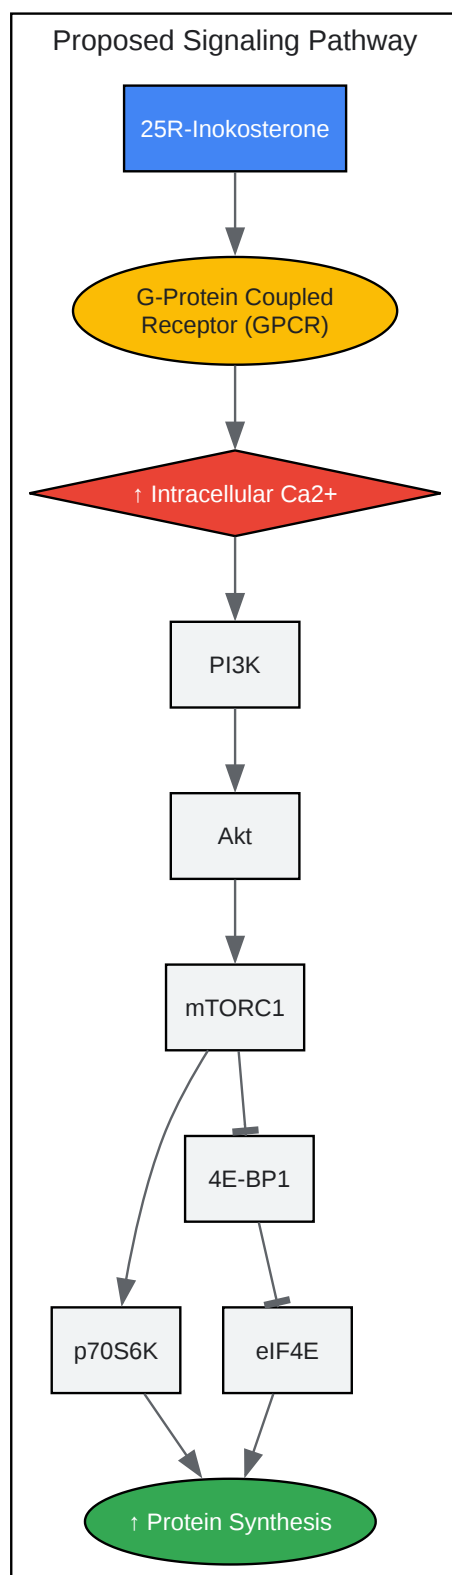 Proposed Signaling Pathway
25R-Inokosterone
G-Protein Coupled
Receptor (GPCR)
↑ Intracellular Ca2+
PI3K
Akt
mTORC1
4E-BP1
p70S6K
eIF4E
↑ Protein Synthesis